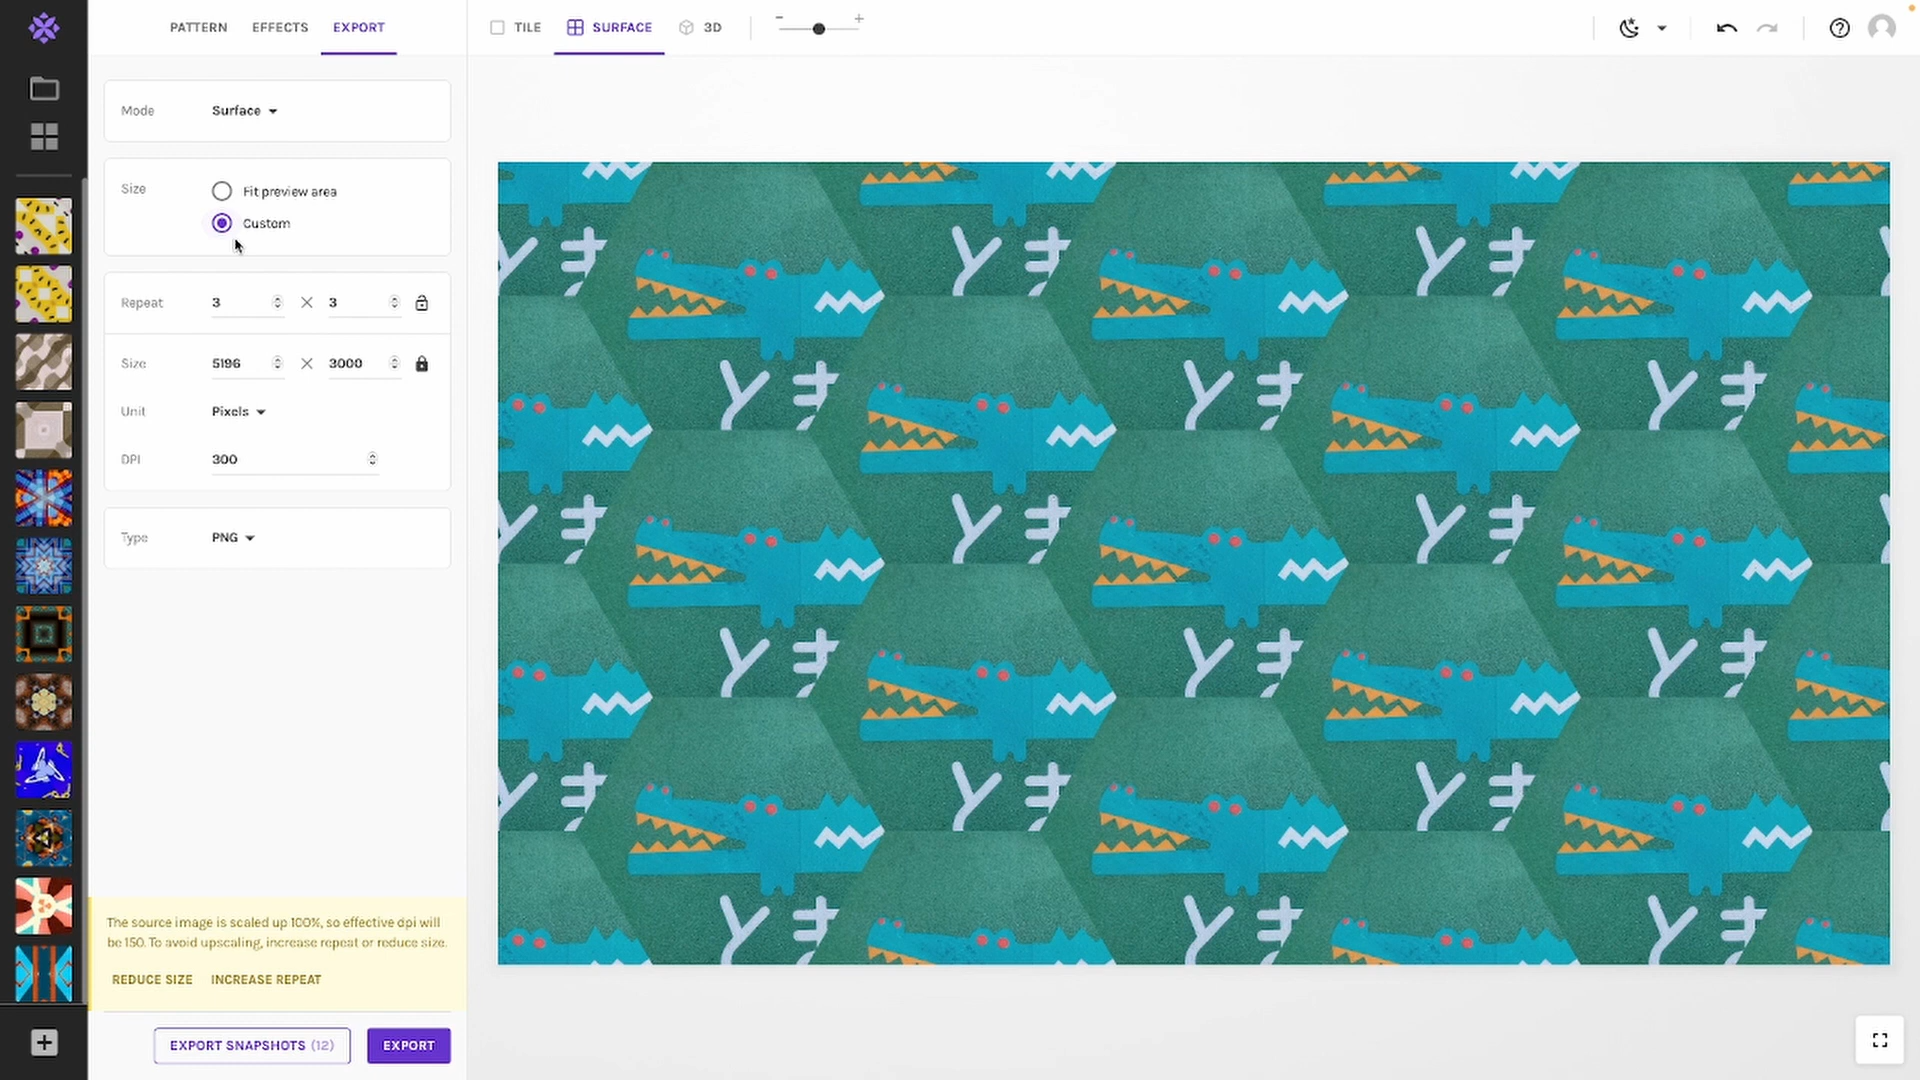 PATTERN EFFECTS EXPORT
TILE SURFACE 3D
Mode Surface
Size Fit preview area
Custom
Repeat 3 × 3
Size 5196 × 3000
Unit Pixels
DPI 300
Type PNG
The source image is scaled up 100%, so effective dpi will
be 150. To avoid upscaling, increase repeat or reduce size.
REDUCE SIZE INCREASE REPEAT
EXPORT SNAPSHOTS (12) EXPORT